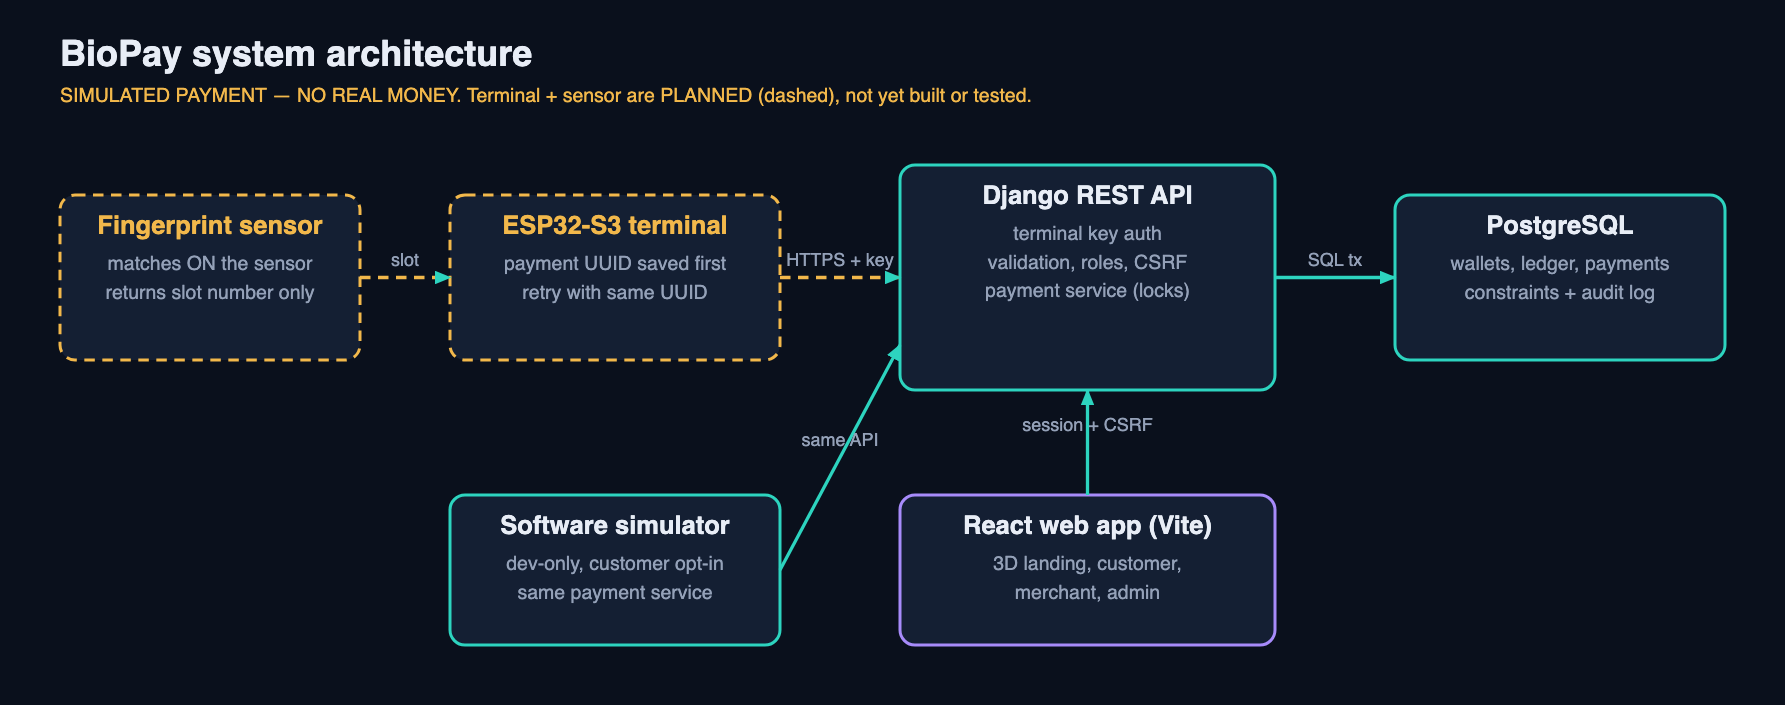 BioPay system architecture
SIMULATED PAYMENT — NO REAL MONEY. Terminal + sensor are PLANNED (dashed), not yet built or tested.
Fingerprint sensor
matches ON the sensor
returns slot number only
slot
ESP32-S3 terminal
payment UUID saved first
retry with same UUID
HTTPS + key
Django REST API
terminal key auth
validation, roles, CSRF
payment service (locks)
SQL tx
PostgreSQL
wallets, ledger, payments
constraints + audit log
same API
session + CSRF
Software simulator
dev-only, customer opt-in
same payment service
React web app (Vite)
3D landing, customer,
merchant, admin